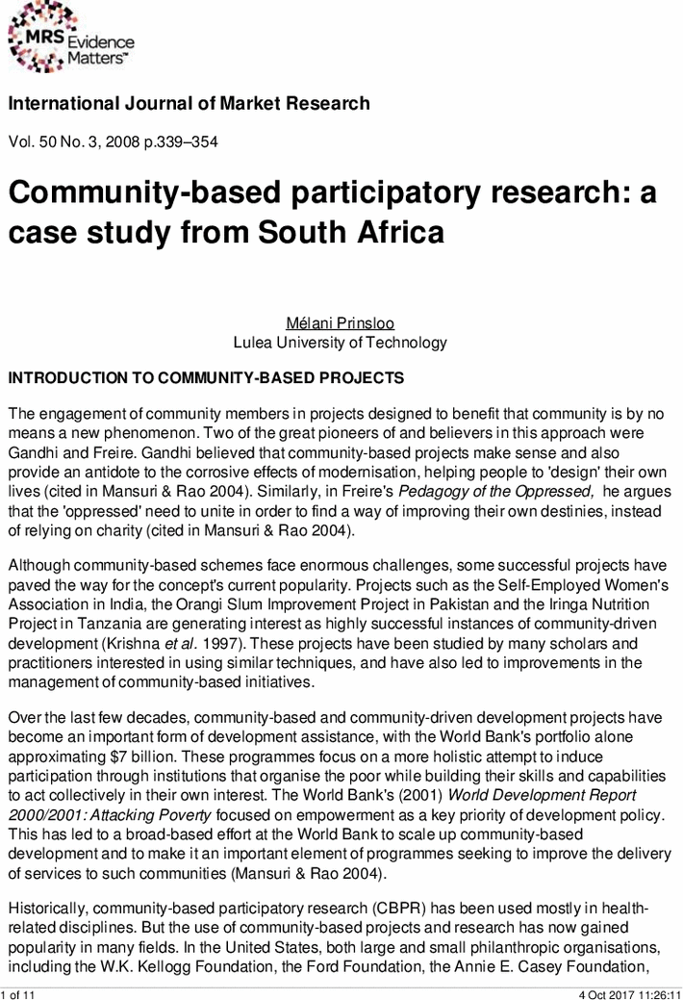 MRS Evidence
Matters™
International Journal of Market Research
Vol. 50 No. 3, 2008 p.339–354
Community-based participatory research: a
case study from South Africa
Mélani Prinsloo
Lulea University of Technology
INTRODUCTION TO COMMUNITY-BASED PROJECTS
The engagement of community members in projects designed to benefit that community is by no
means a new phenomenon. Two of the great pioneers of and believers in this approach were
Gandhi and Freire. Gandhi believed that community-based projects make sense and also
provide an antidote to the corrosive effects of modernisation, helping people to 'design' their own
lives (cited in Mansuri & Rao 2004). Similarly, in Freire's Pedagogy of the Oppressed, he argues
that the 'oppressed' need to unite in order to find a way of improving their own destinies, instead
of relying on charity (cited in Mansuri & Rao 2004).
Although community-based schemes face enormous challenges, some successful projects have
paved the way for the concept's current popularity. Projects such as the Self-Employed Women's
Association in India, the Orangi Slum Improvement Project in Pakistan and the Iringa Nutrition
Project in Tanzania are generating interest as highly successful instances of community-driven
development (Krishna et al. 1997). These projects have been studied by many scholars and
practitioners interested in using similar techniques, and have also led to improvements in the
management of community-based initiatives.
Over the last few decades, community-based and community-driven development projects have
become an important form of development assistance, with the World Bank's portfolio alone
approximating $7 billion. These programmes focus on a more holistic attempt to induce
participation through institutions that organise the poor while building their skills and capabilities
to act collectively in their own interest. The World Bank's (2001) World Development Report
2000/2001: Attacking Poverty focused on empowerment as a key priority of development policy.
This has led to a broad-based effort at the World Bank to scale up community-based
development and to make it an important element of programmes seeking to improve the delivery
of services to such communities (Mansuri & Rao 2004).
Historically, community-based participatory research (CBPR) has been used mostly in health-
related disciplines. But the use of community-based projects and research has now gained
popularity in many fields. In the United States, both large and small philanthropic organisations,
including the W.K. Kellogg Foundation, the Ford Foundation, the Annie E. Casey Foundation,
1 of 11
4 Oct 2017 11:26:11